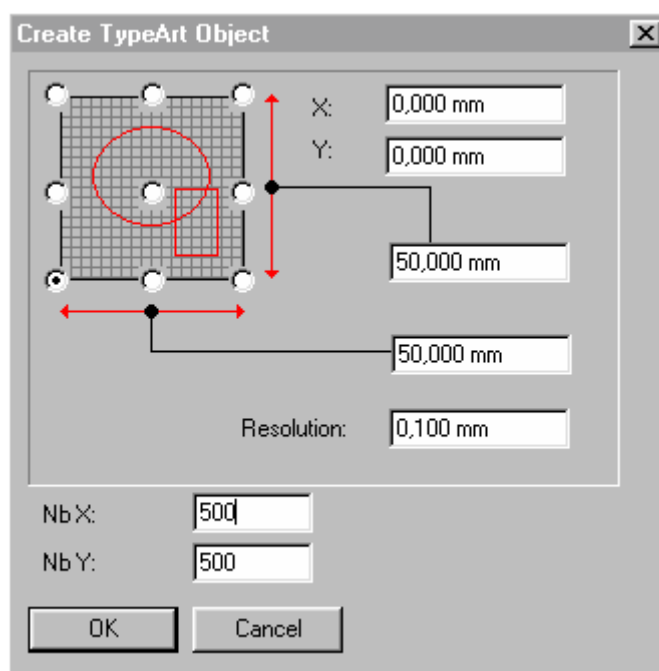 Create TypeArt Object
X: 0,000 mm
Y: 0,000 mm
50,000 mm
50,000 mm
Resolution: 0,100 mm
Nb X: 500
Nb Y: 500
OK Cancel